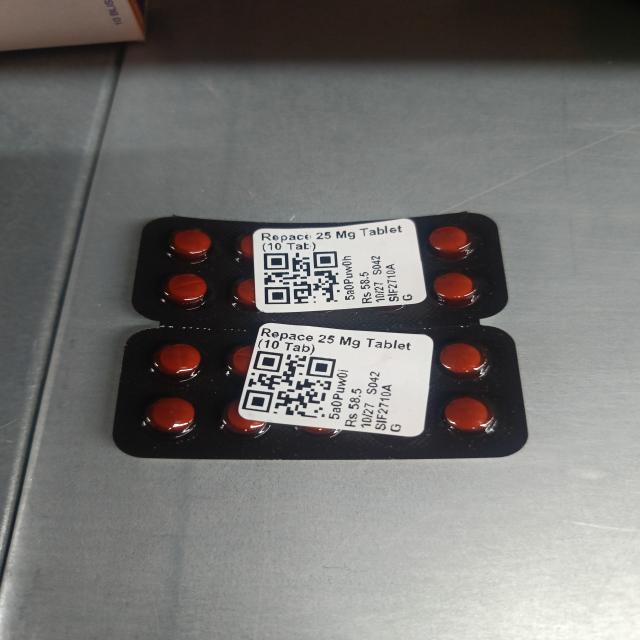 Repace 25 Mg Tablet
(10 Tab)
5a0Puw0h
Rs 58.5
10/27 S042
SIF2710A
G
Repace 25 Mg Tablet
(10 Tab)
5a0Puw0i
Rs 58.5
10/27 S042
SIF2710A
G